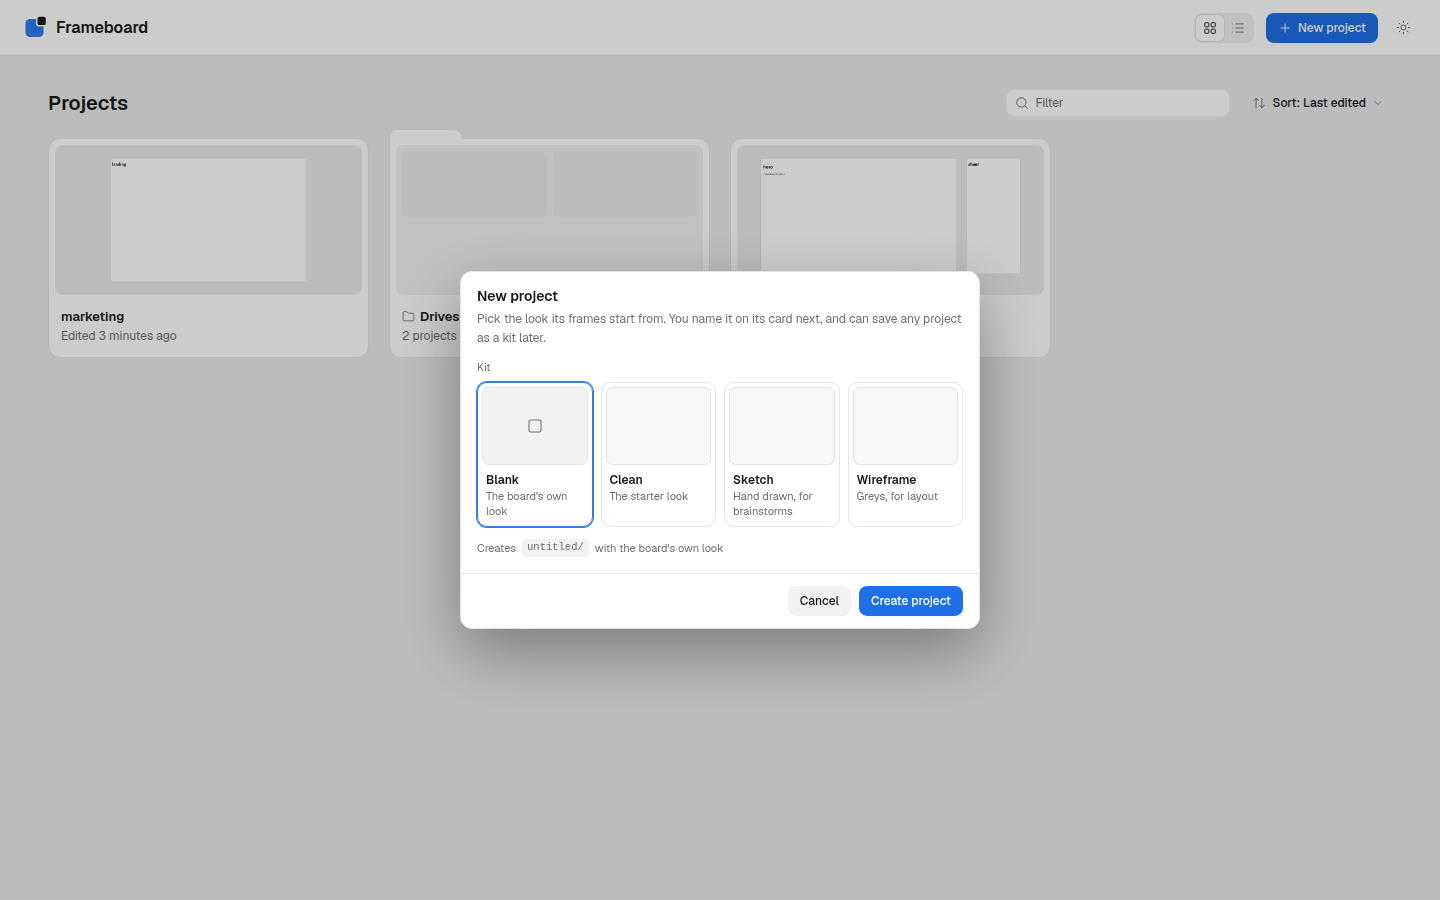 Frameboard
New project
Projects
Filter
Sort: Last edited
landing
hero
marketing
Edited 3 minutes ago
Drives
2 projects
New project
Pick the look its frames start from. You name it on its card next, and can save any project
as a kit later.
Kit
Blank
The board's own
look
Clean
The starter look
Sketch
Hand drawn, for
brainstorms
Wireframe
Greys, for layout
Creates untitled/ with the board's own look
Cancel
Create project